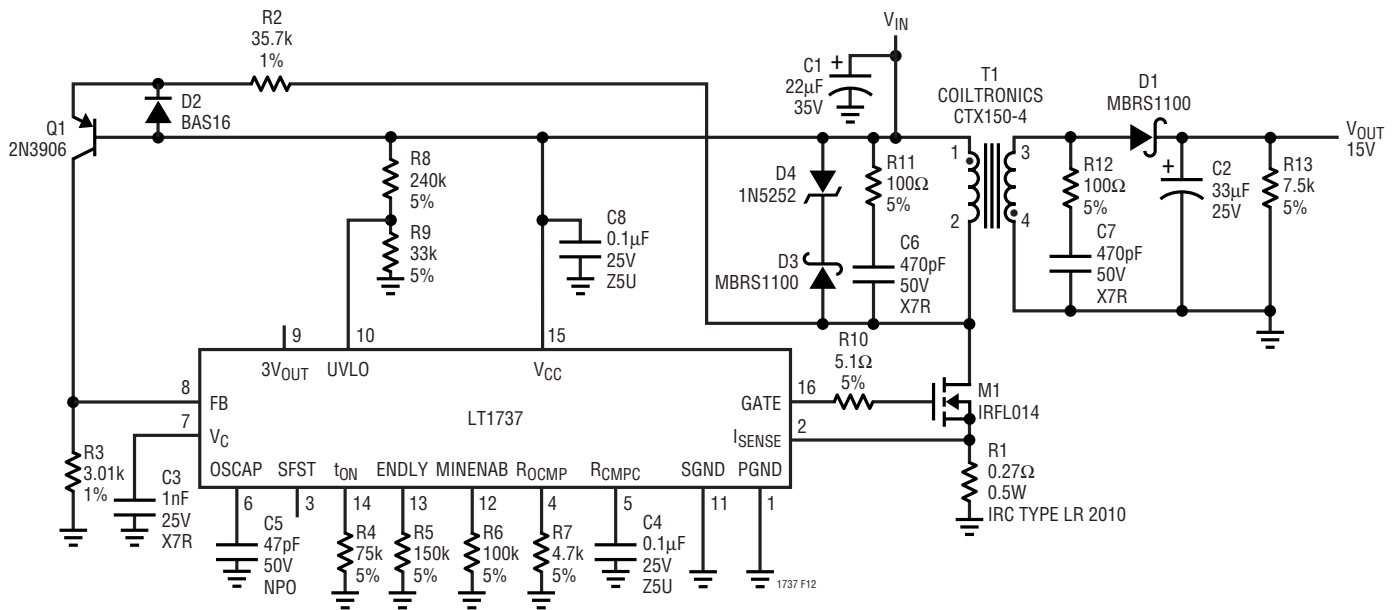 R2
35.7k
1%
V_IN
C1
22µF
35V
+
T1
COILTRONICS
CTX150-4
D1
MBRS1100
D2
BAS16
Q1
2N3906
V_OUT
15V
R8
240k
5%
R9
33k
5%
C8
0.1µF
25V
Z5U
D4
1N5252
D3
MBRS1100
R11
100Ω
5%
C6
470pF
50V
X7R
1
2
3
4
R12
100Ω
5%
C7
470pF
50V
X7R
+
C2
33µF
25V
R13
7.5k
5%
9
10
15
3V_OUT
UVLO
V_CC
R10
5.1Ω
5%
8
FB
7
V_C
LT1737
GATE
16
I_SENSE
2
M1
IRFL014
R1
0.27Ω
0.5W
IRC TYPE LR 2010
OSCAP
SFST
t_ON
ENDLY
MINENAB
R_OCMP
R_CMPC
SGND
PGND
6
3
14
13
12
4
5
11
1
R3
3.01k
1%
C3
1nF
25V
X7R
C5
47pF
50V
NPO
R4
75k
5%
R5
150k
5%
R6
100k
5%
R7
4.7k
5%
C4
0.1µF
25V
Z5U
1737 F12